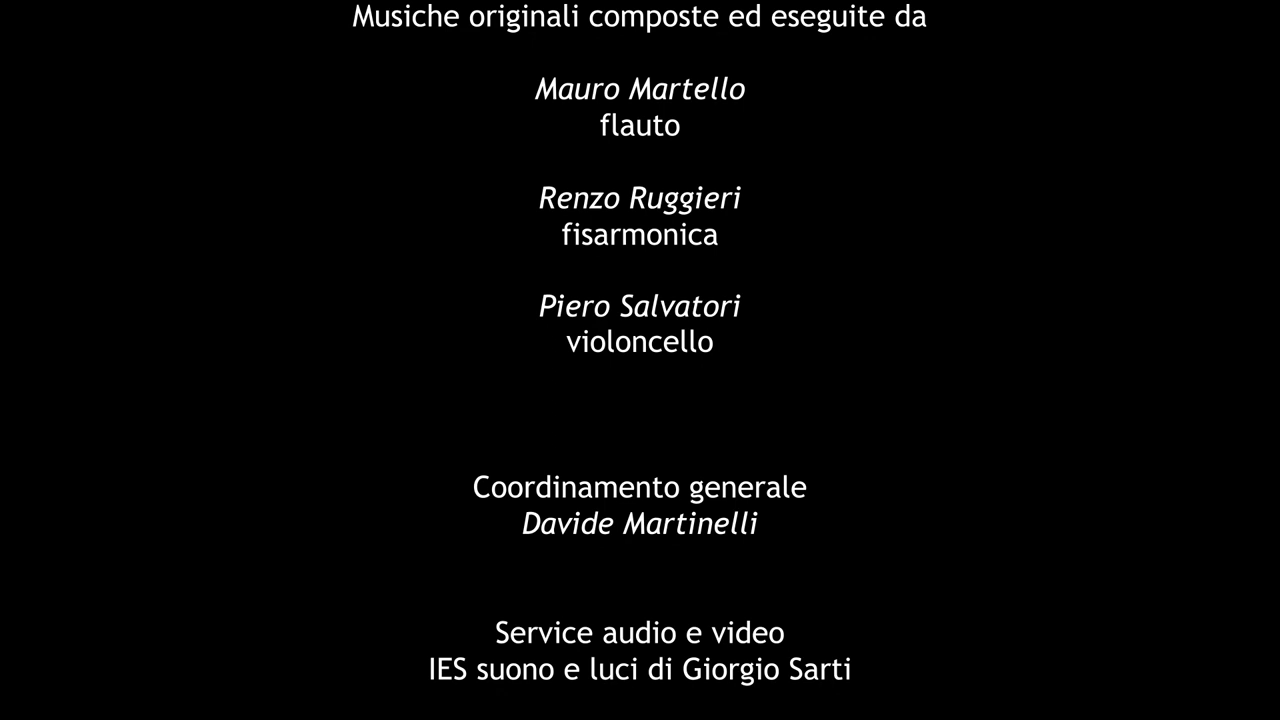 Musiche originali composte ed eseguite da
Mauro Martello
flauto
Renzo Ruggieri
fisarmonica
Piero Salvatori
violoncello
Coordinamento generale
Davide Martinelli
Service audio e video
IES suono e luci di Giorgio Sarti